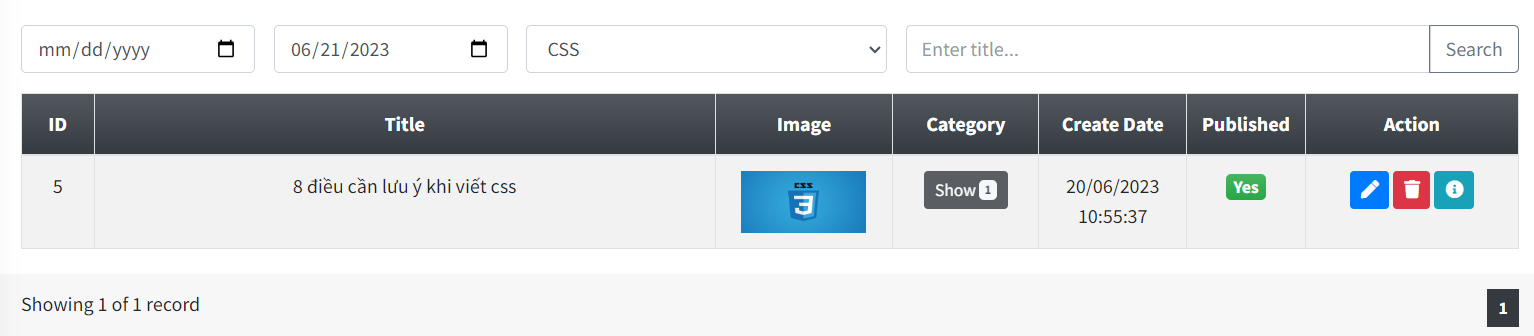 mm/dd/yyyy 06/21/2023 CSS Enter title... Search
ID Title Image Category Create Date Published Action
5 8 điều cần lưu ý khi viết css CSS 3 Show 1 20/06/2023 Yes
10:55:37
Showing 1 of 1 record 1